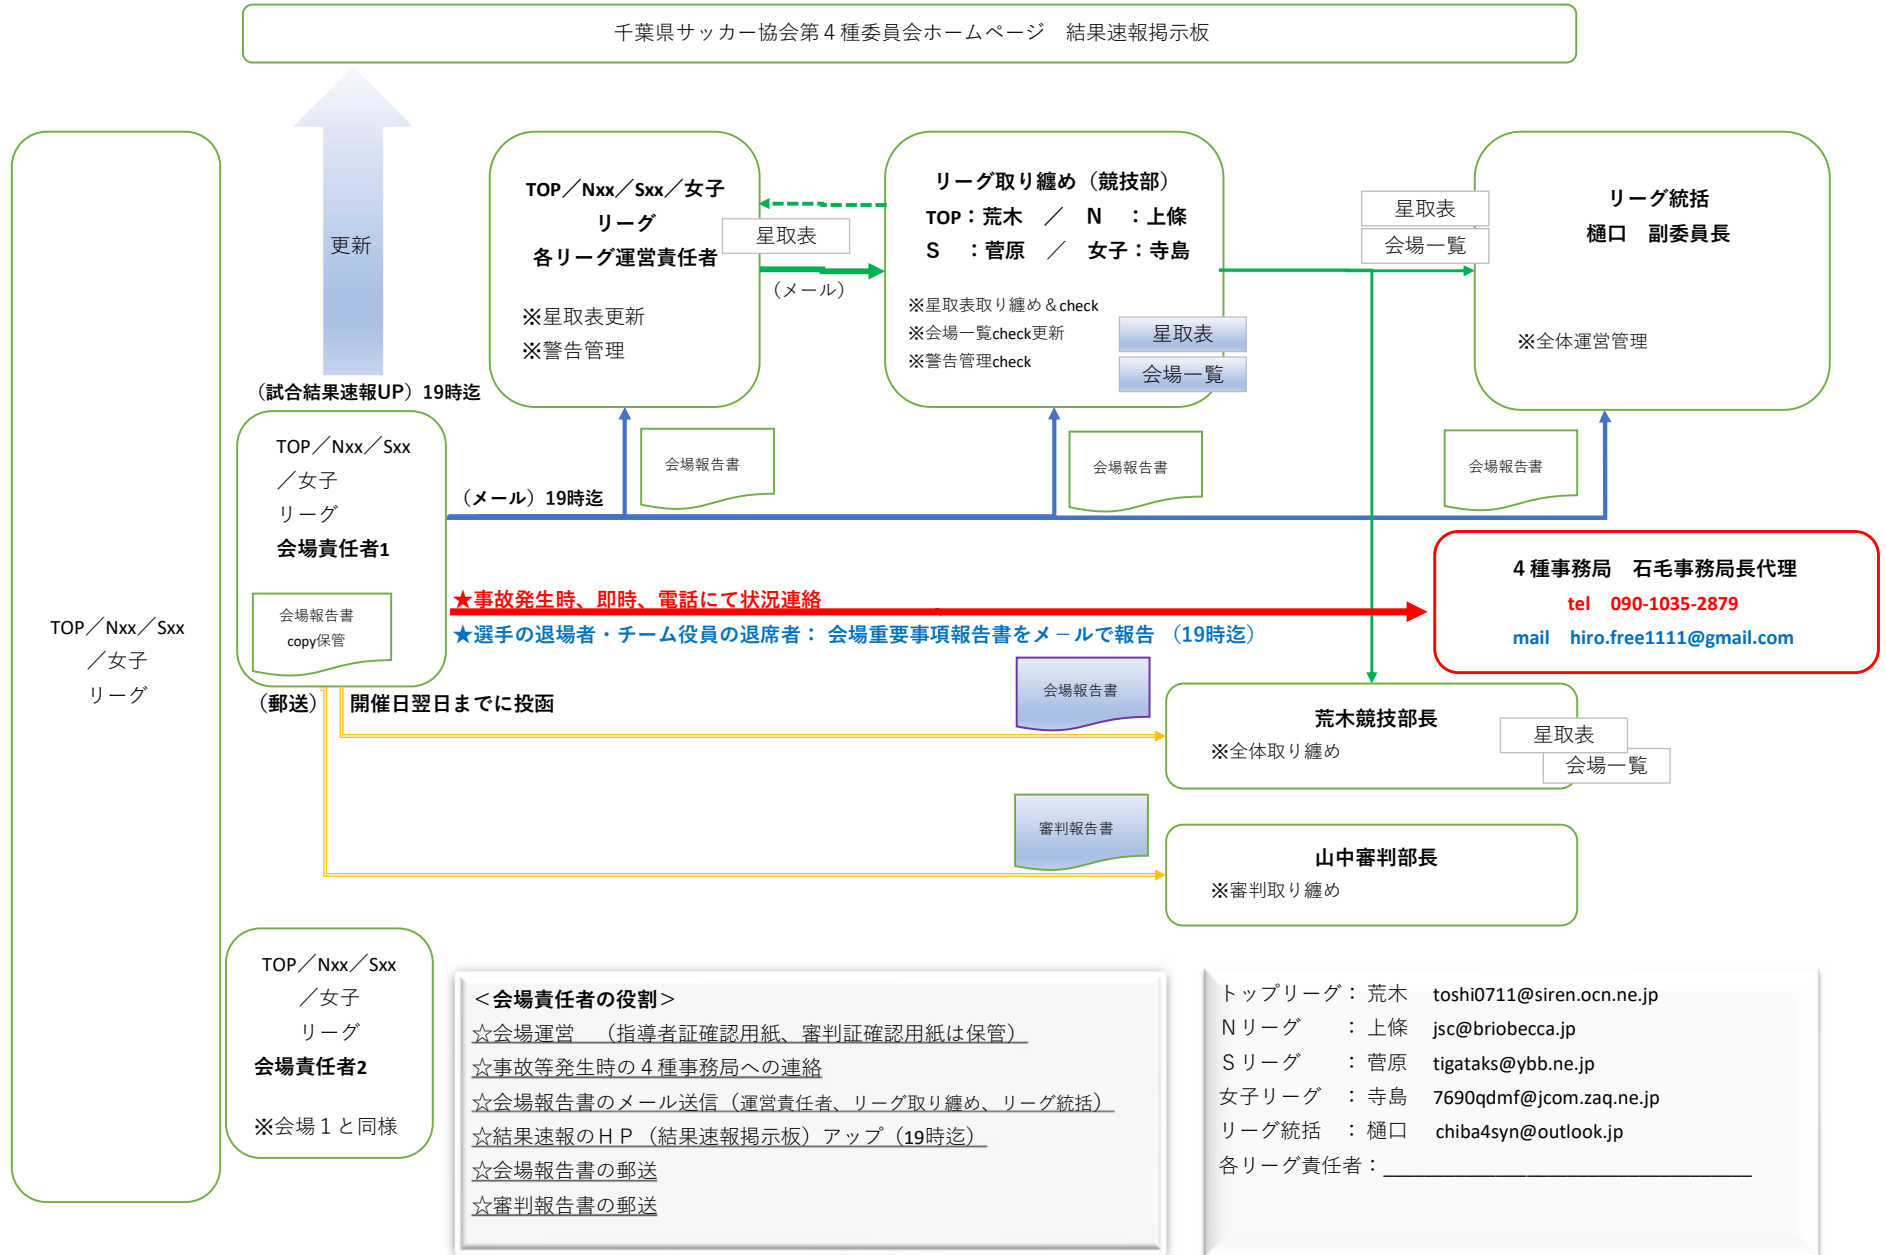 千葉県サッカー協会第４種委員会ホームページ　結果速報掲示板
更新
TOP／Nxx／Sxx／女子
リーグ
各リーグ運営責任者
※星取表更新
※警告管理
星取表
（メール）
リーグ取り纏め（競技部）
TOP：荒木　／　N　：上條
S　：菅原　／　女子：寺島
※星取表取り纏め＆check
※会場一覧check更新
※警告管理check
星取表
会場一覧
星取表
会場一覧
リーグ統括
樋口　副委員長
※全体運営管理
（試合結果速報UP）19時迄
TOP／Nxx／Sxx
／女子
リーグ
会場責任者1
会場報告書
copy保管
（メール）19時迄
会場報告書
会場報告書
会場報告書
★事故発生時、即時、電話にて状況連絡
★選手の退場者・チーム役員の退席者：会場重要事項報告書をメールで報告　（19時迄）
４種事務局　石毛事務局長代理
tel　090-1035-2879
mail　hiro.free1111@gmail.com
TOP／Nxx／Sxx
／女子
リーグ
（郵送）　開催日翌日までに投函
会場報告書
荒木競技部長
※全体取り纏め
星取表
会場一覧
審判報告書
山中審判部長
※審判取り纏め
TOP／Nxx／Sxx
／女子
リーグ
会場責任者2
※会場１と同様
＜会場責任者の役割＞
☆会場運営　（指導者証確認用紙、審判証確認用紙は保管）
☆事故等発生時の４種事務局への連絡
☆会場報告書のメール送信（運営責任者、リーグ取り纏め、リーグ統括）
☆結果速報のＨＰ（結果速報掲示板）アップ（19時迄）
☆会場報告書の郵送
☆審判報告書の郵送
トップリーグ：荒木　toshi0711@siren.ocn.ne.jp
Ｎリーグ　：上條　jsc@briobecca.jp
Ｓリーグ　：菅原　tigataks@ybb.ne.jp
女子リーグ　：寺島　7690qdmf@jcom.zaq.ne.jp
リーグ統括　：樋口　chiba4syn@outlook.jp
各リーグ責任者：____________________________________